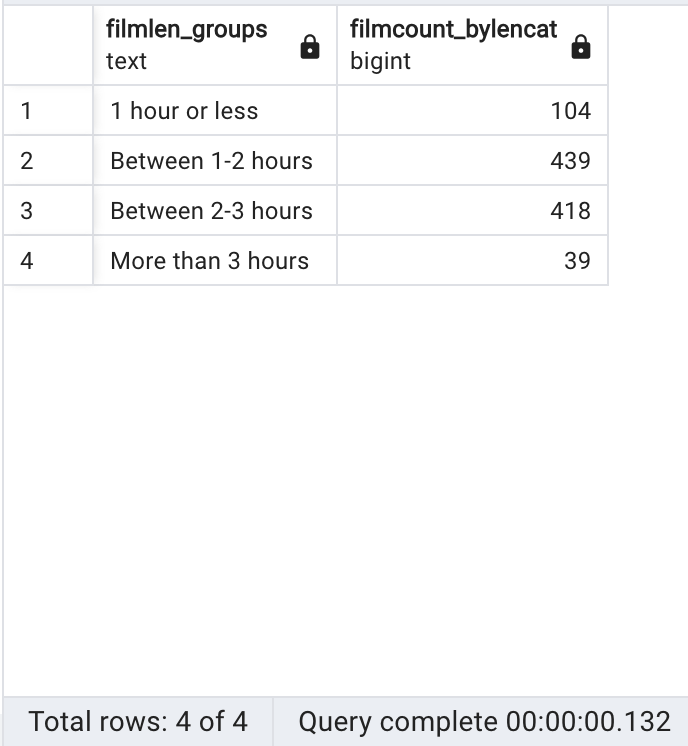 filmlen_groups filmcount_bylencat
text bigint
1 1 hour or less 104
2 Between 1-2 hours 439
3 Between 2-3 hours 418
4 More than 3 hours 39
Total rows: 4 of 4 Query complete 00:00:00.132